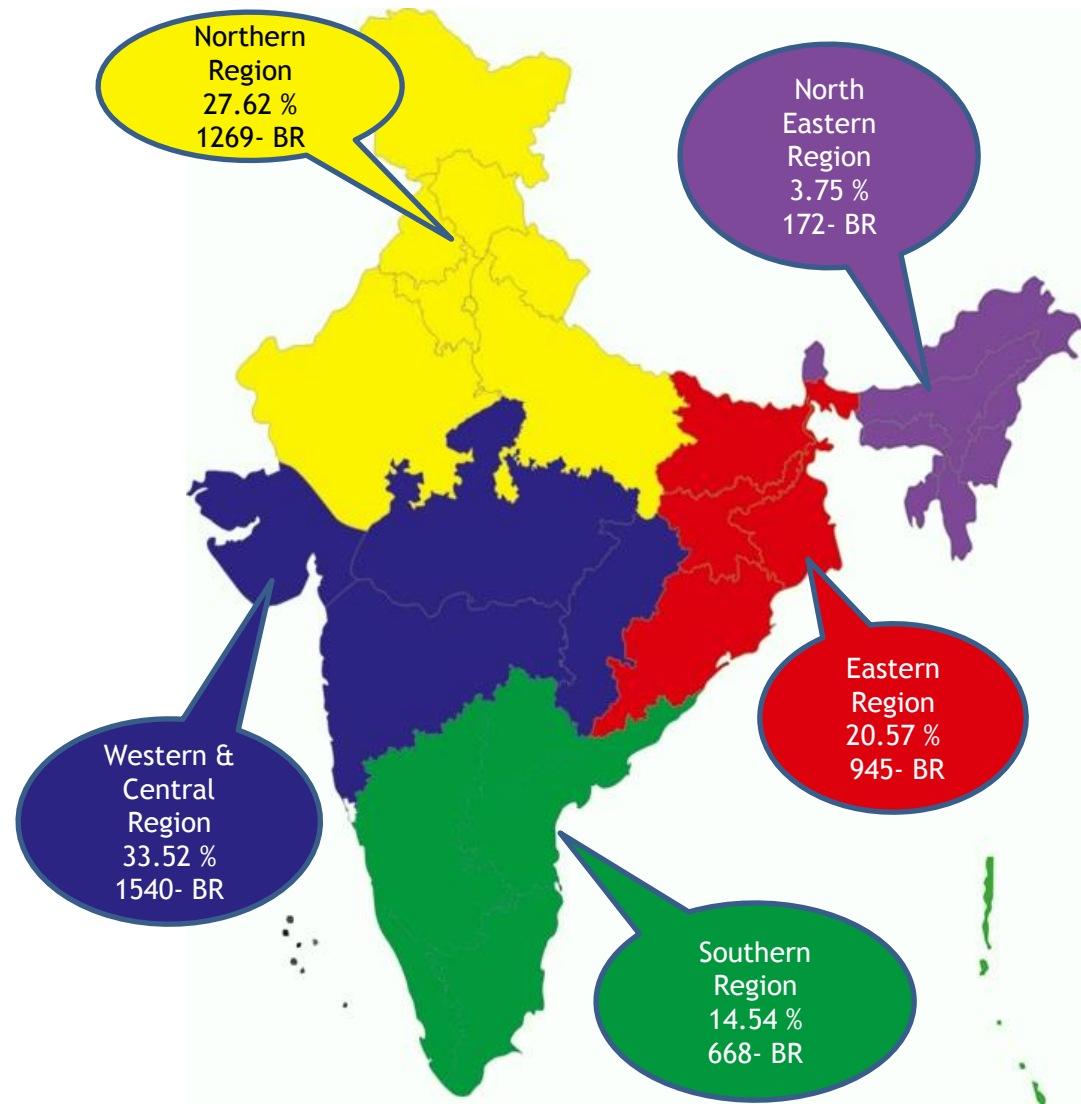 Northern
Region
27.62 %
1269- BR
North
Eastern
Region
3.75 %
172- BR
Eastern
Region
20.57 %
945- BR
Western &
Central
Region
33.52 %
1540- BR
Southern
Region
14.54 %
668- BR